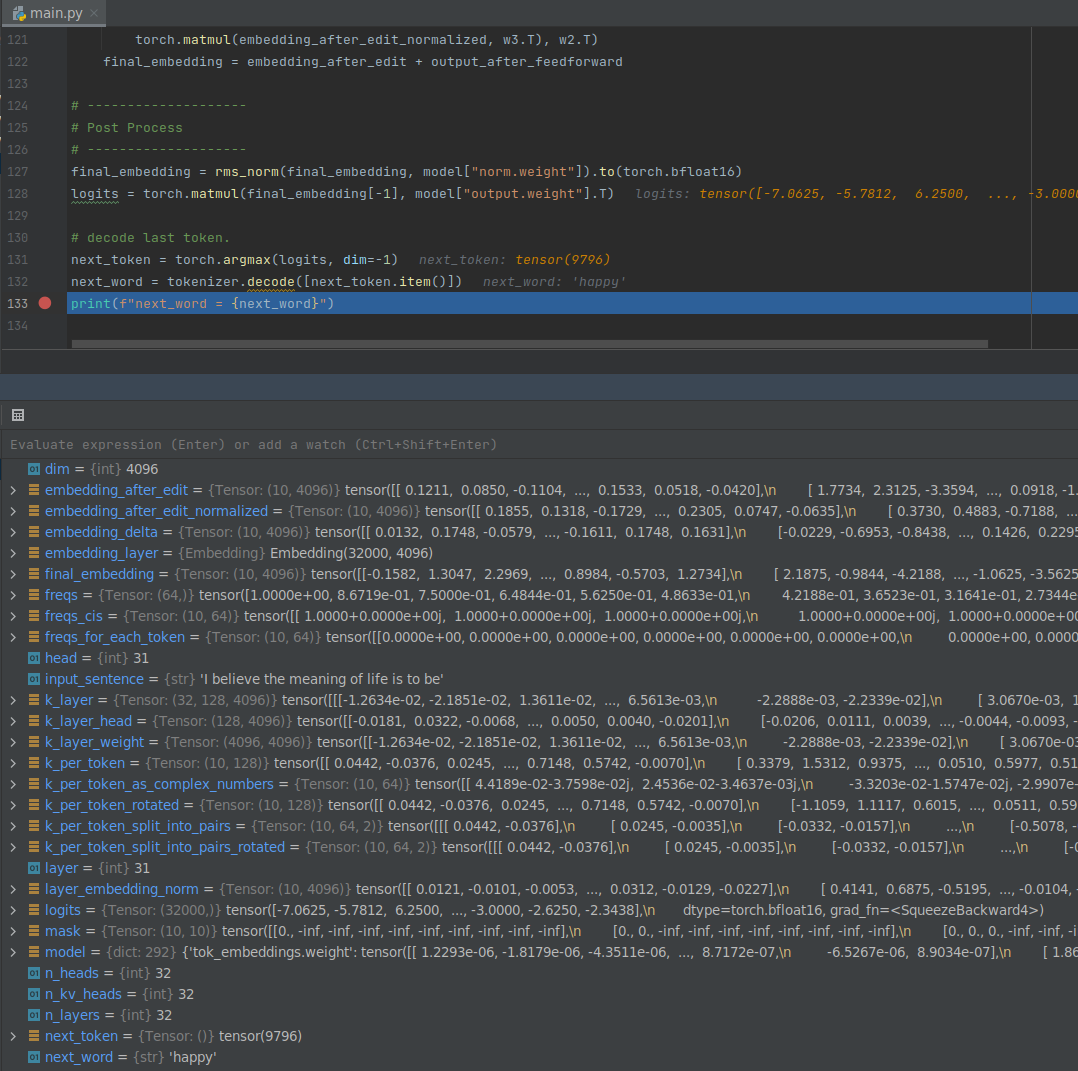 main.py
121 torch.matmul(embedding_after_edit_normalized, w3.T), w2.T)
122 final_embedding = embedding_after_edit + output_after_feedforward
123
124 # --------------------
125 # Post Process
126 # --------------------
127 final_embedding = rms_norm(final_embedding, model["norm.weight"]).to(torch.bfloat16)
128 logits = torch.matmul(final_embedding[-1], model["output.weight"].T) logits: tensor([-7.0625, -5.7812, 6.2500, ..., -3.0000
129
130 # decode last token.
131 next_token = torch.argmax(logits, dim=-1) next_token: tensor(9796)
132 next_word = tokenizer.decode([next_token.item()]) next_word: 'happy'
133 print(f"next_word = {next_word}")
134
Evaluate expression (Enter) or add a watch (Ctrl+Shift+Enter)
01 dim = {int} 4096
embedding_after_edit = {Tensor: (10, 4096)} tensor([[ 0.1211, 0.0850, -0.1104, ..., 0.1533, 0.0518, -0.0420],\n [ 1.7734, 2.3125, -3.3594, ..., 0.0918, -1.
embedding_after_edit_normalized = {Tensor: (10, 4096)} tensor([[ 0.1855, 0.1318, -0.1729, ..., 0.2305, 0.0747, -0.0635],\n [ 0.3730, 0.4883, -0.7188, ...
embedding_delta = {Tensor: (10, 4096)} tensor([[ 0.0132, 0.1748, -0.0579, ..., -0.1611, 0.1748, 0.1631],\n [-0.0229, -0.6953, -0.8438, ..., 0.1426, 0.2295
embedding_layer = {Embedding} Embedding(32000, 4096)
final_embedding = {Tensor: (10, 4096)} tensor([[-0.1582, 1.3047, 2.2969, ..., 0.8984, -0.5703, 1.2734],\n [ 2.1875, -0.9844, -4.2188, ..., -1.0625, -3.5625
freqs = {Tensor: (64,)} tensor([1.0000e+00, 8.6719e-01, 7.5000e-01, 6.4844e-01, 5.6250e-01, 4.8633e-01,\n 4.2188e-01, 3.6523e-01, 3.1641e-01, 2.7344e
freqs_cis = {Tensor: (10, 64)} tensor([[ 1.0000+0.0000e+00j, 1.0000+0.0000e+00j, 1.0000+0.0000e+00j,\n 1.0000+0.0000e+00j, 1.0000+0.0000e+00
freqs_for_each_token = {Tensor: (10, 64)} tensor([[0.0000e+00, 0.0000e+00, 0.0000e+00, 0.0000e+00, 0.0000e+00, 0.0000e+00,\n 0.0000e+00, 0.0000
01 head = {int} 31
01 input_sentence = {str} 'I believe the meaning of life is to be'
k_layer = {Tensor: (32, 128, 4096)} tensor([[[-1.2634e-02, -2.1851e-02, 1.3611e-02, ..., 6.5613e-03,\n -2.2888e-03, -2.2339e-02],\n [ 3.0670e-03, 1
k_layer_head = {Tensor: (128, 4096)} tensor([[-0.0181, 0.0322, -0.0068, ..., 0.0050, 0.0040, -0.0201],\n [-0.0206, 0.0111, 0.0039, ..., -0.0044, -0.0093, -
k_layer_weight = {Tensor: (4096, 4096)} tensor([[-1.2634e-02, -2.1851e-02, 1.3611e-02, ..., 6.5613e-03,\n -2.2888e-03, -2.2339e-02],\n [ 3.0670e-03
k_per_token = {Tensor: (10, 128)} tensor([[ 0.0442, -0.0376, 0.0245, ..., 0.7148, 0.5742, -0.0070],\n [ 0.3379, 1.5312, 0.9375, ..., 0.0510, 0.5977, 0.51
k_per_token_as_complex_numbers = {Tensor: (10, 64)} tensor([[ 4.4189e-02-3.7598e-02j, 2.4536e-02-3.4637e-03j,\n -3.3203e-02-1.5747e-02j, -2.9907e-
k_per_token_rotated = {Tensor: (10, 128)} tensor([[ 0.0442, -0.0376, 0.0245, ..., 0.7148, 0.5742, -0.0070],\n [-1.1059, 1.1117, 0.6015, ..., 0.0511, 0.59
k_per_token_split_into_pairs = {Tensor: (10, 64, 2)} tensor([[[ 0.0442, -0.0376],\n [ 0.0245, -0.0035],\n [-0.0332, -0.0157],\n ...,\n [-0.5078, -
k_per_token_split_into_pairs_rotated = {Tensor: (10, 64, 2)} tensor([[[ 0.0442, -0.0376],\n [ 0.0245, -0.0035],\n [-0.0332, -0.0157],\n ...,\n [-0
01 layer = {int} 31
layer_embedding_norm = {Tensor: (10, 4096)} tensor([[ 0.0121, -0.0101, -0.0053, ..., 0.0312, -0.0129, -0.0227],\n [ 0.4141, 0.6875, -0.5195, ..., -0.0104, -
logits = {Tensor: (32000,)} tensor([-7.0625, -5.7812, 6.2500, ..., -3.0000, -2.6250, -2.3438],\n dtype=torch.bfloat16, grad_fn=<SqueezeBackward4>)
mask = {Tensor: (10, 10)} tensor([[0., -inf, -inf, -inf, -inf, -inf, -inf, -inf, -inf, -inf],\n [0., 0., -inf, -inf, -inf, -inf, -inf, -inf, -inf, -inf],\n [0., 0., 0., -inf, -inf, -i
model = {dict: 292} {'tok_embeddings.weight': tensor([[ 1.2293e-06, -1.8179e-06, -4.3511e-06, ..., 8.7172e-07,\n -6.5267e-06, 8.9034e-07],\n [ 1.86
01 n_heads = {int} 32
01 n_kv_heads = {int} 32
01 n_layers = {int} 32
next_token = {Tensor: ()} tensor(9796)
01 next_word = {str} 'happy'